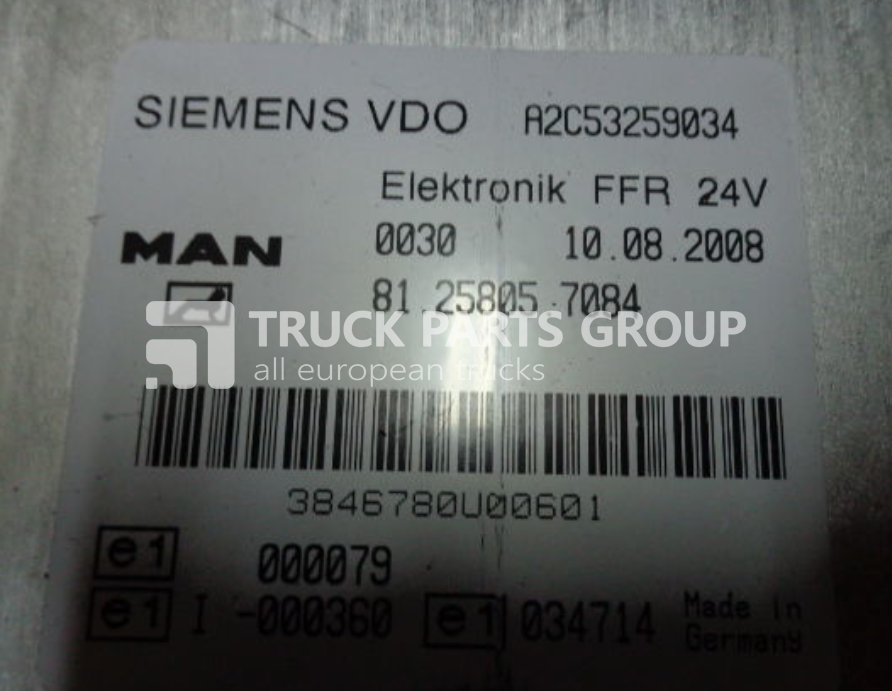 SIEMENS VDO A2C53259034
Elektronik FFR 24V
MAN 0030 10.08.2008
81.25805-7084
TRUCK PARTS GROUP
all european trucks
3846780U00601
e1 000079
e1 I -000360 e1 034714 Made in
Germany